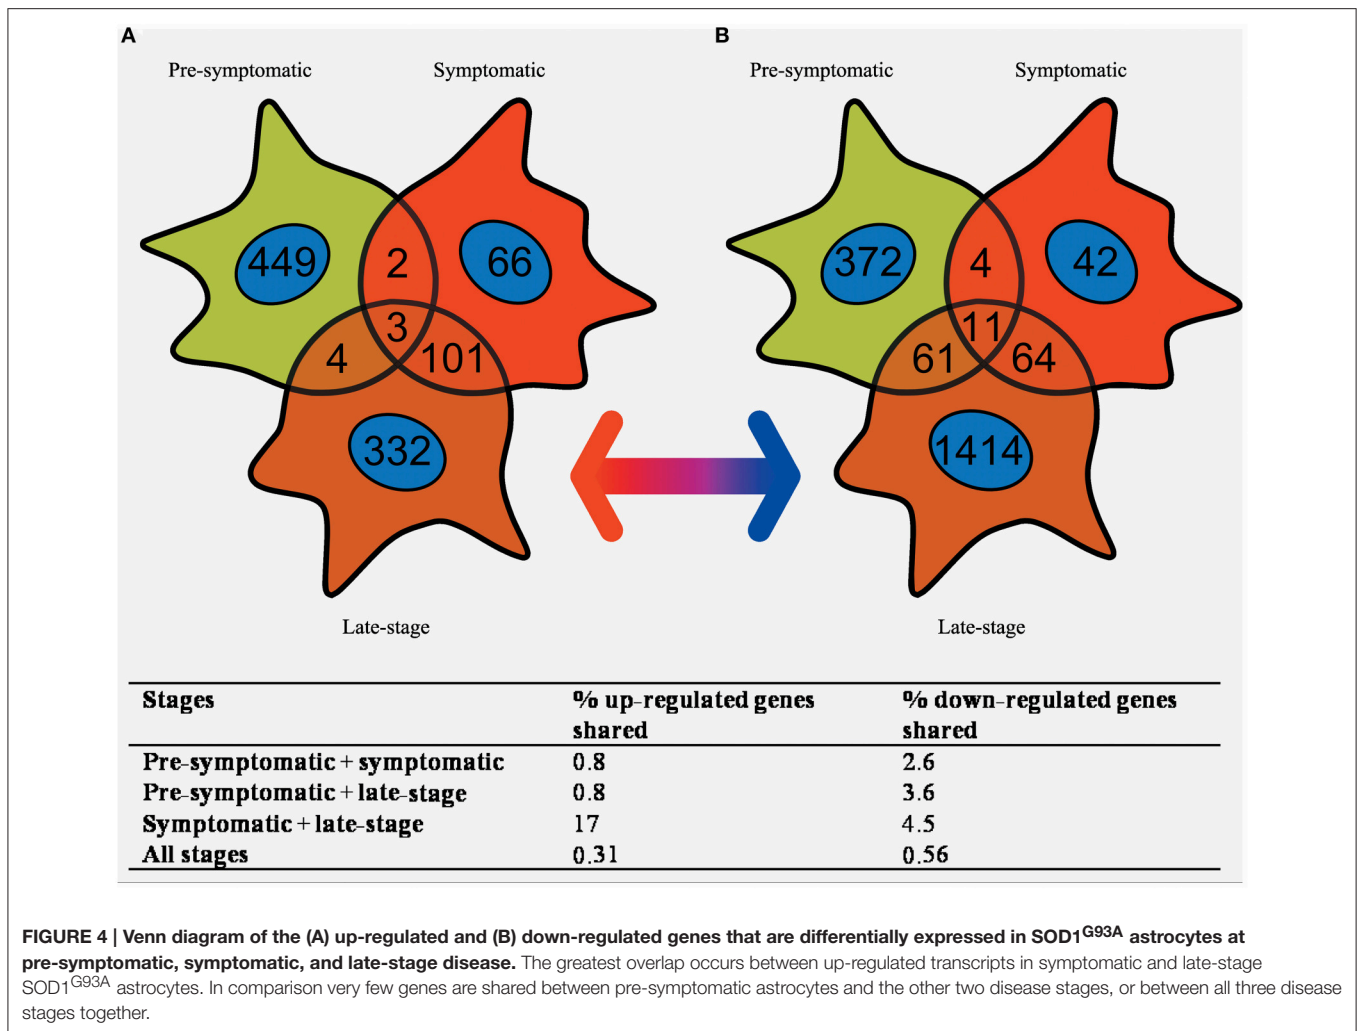 A
B
Pre-symptomatic
Symptomatic
Pre-symptomatic
Symptomatic
449
2
66
3
4
101
332
372
4
42
11
61
64
1414
Late-stage
Late-stage
Stages
% up-regulated genes shared
% down-regulated genes shared
Pre-symptomatic + symptomatic 0.8 2.6
Pre-symptomatic + late-stage 0.8 3.6
Symptomatic + late-stage 17 4.5
All stages 0.31 0.56
FIGURE 4 | Venn diagram of the (A) up-regulated and (B) down-regulated genes that are differentially expressed in SOD1G93A astrocytes at
pre-symptomatic, symptomatic, and late-stage disease. The greatest overlap occurs between up-regulated transcripts in symptomatic and late-stage
SOD1G93A astrocytes. In comparison very few genes are shared between pre-symptomatic astrocytes and the other two disease stages, or between all three disease
stages together.